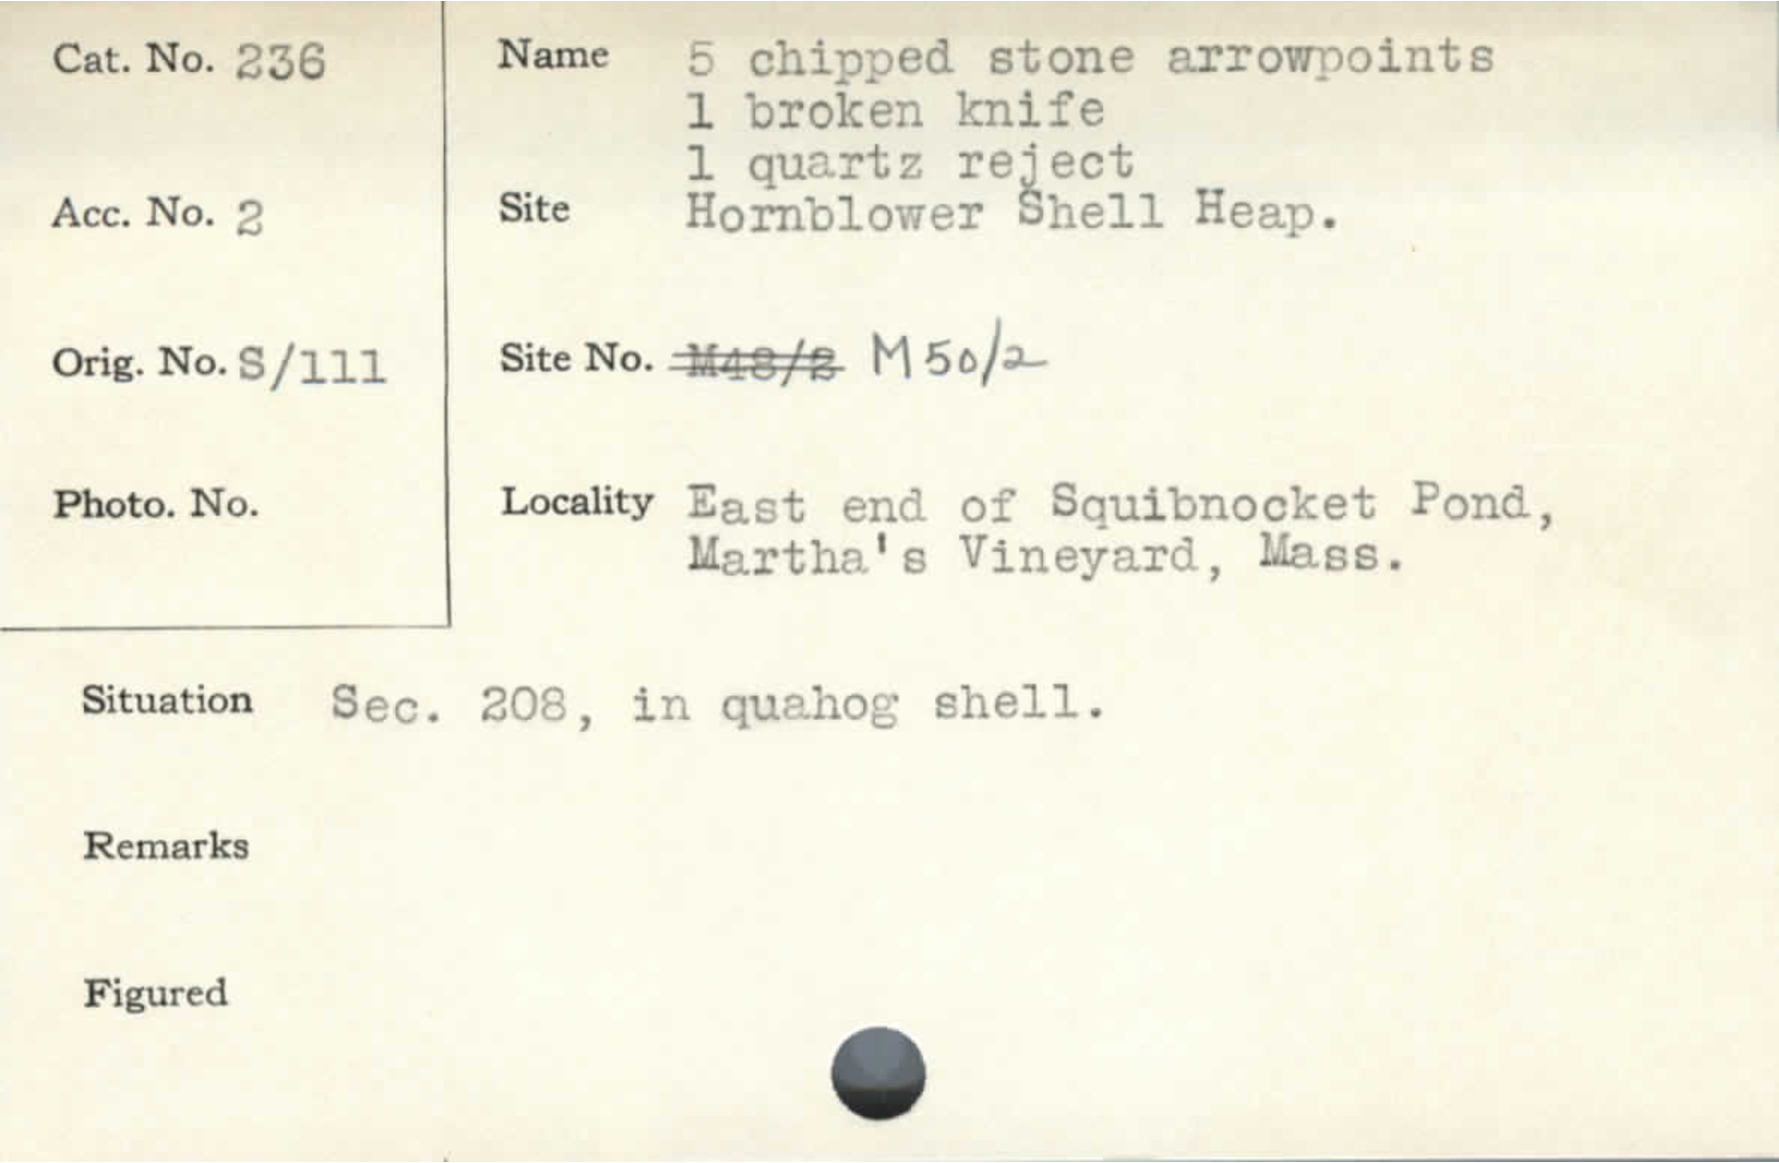 Cat. No. 236
Name 5 chipped stone arrowpoints
1 broken knife
1 quartz reject
Acc. No. 2
Site Hornblower Shell Heap.
Orig. No. S/111
Site No. M48/2 M50/2
Photo. No.
Locality East end of Squibnocket Pond,
Martha's Vineyard, Mass.
Situation Sec. 208, in quahog shell.
Remarks
Figured